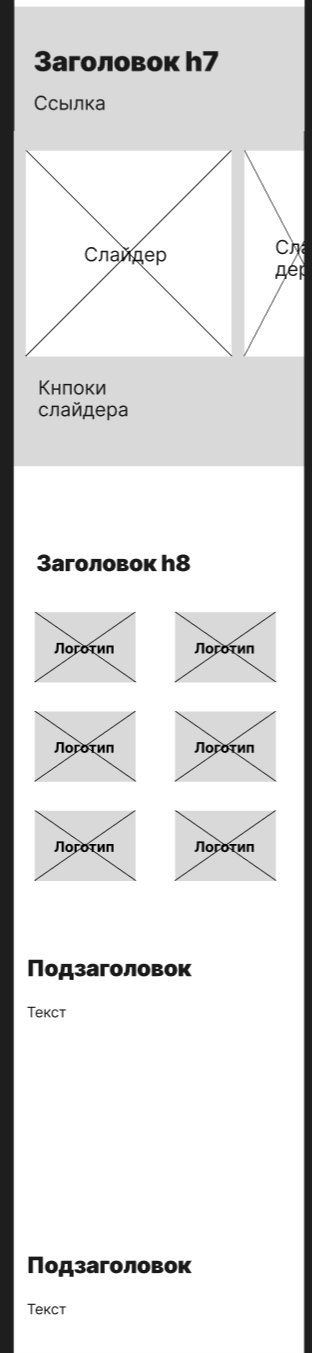 Заголовок h7
Ссылка
Слайдер
Сла
дер
Кнпоки
слайдера
Заголовок h8
Логотип Логотип
Логотип Логотип
Логотип Логотип
Подзаголовок
Текст
Подзаголовок
Текст